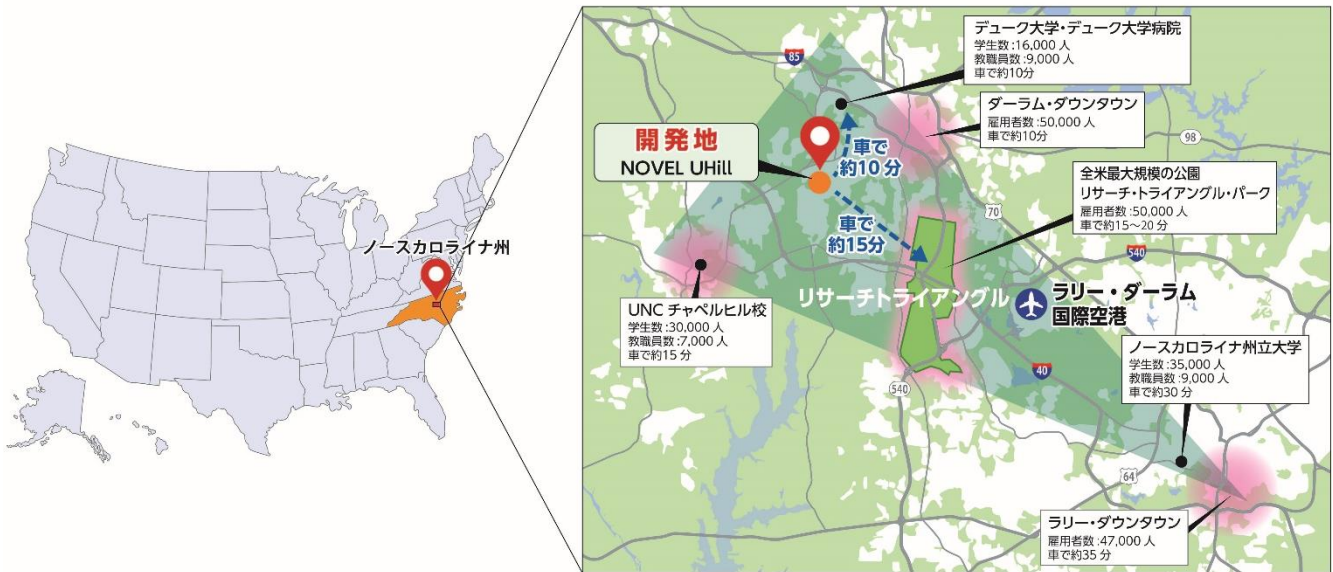 ノースカロライナ州
デューク大学・デューク大学病院
学生数:16,000 人
教職員数:9,000 人
車で約10分
85
ダーラム・ダウンタウン
雇用者数:50,000 人
車で約10分
98
開発地
NOVEL UHill
車で
約10分
全米最大規模の公園
リサーチ・トライアングル・パーク
雇用者数:50,000 人
車で約15～20分
70
車で
約15分
540
リサーチトライアングル
ラリー・ダーラム
国際空港
UNC チャペルヒル校
学生数:30,000 人
教職員数:7,000 人
車で約15分
ノースカロライナ州立大学
学生数:35,000 人
教職員数:9,000 人
車で約30分
40
540
64
ラリー・ダウンタウン
雇用者数:47,000 人
車で約35分